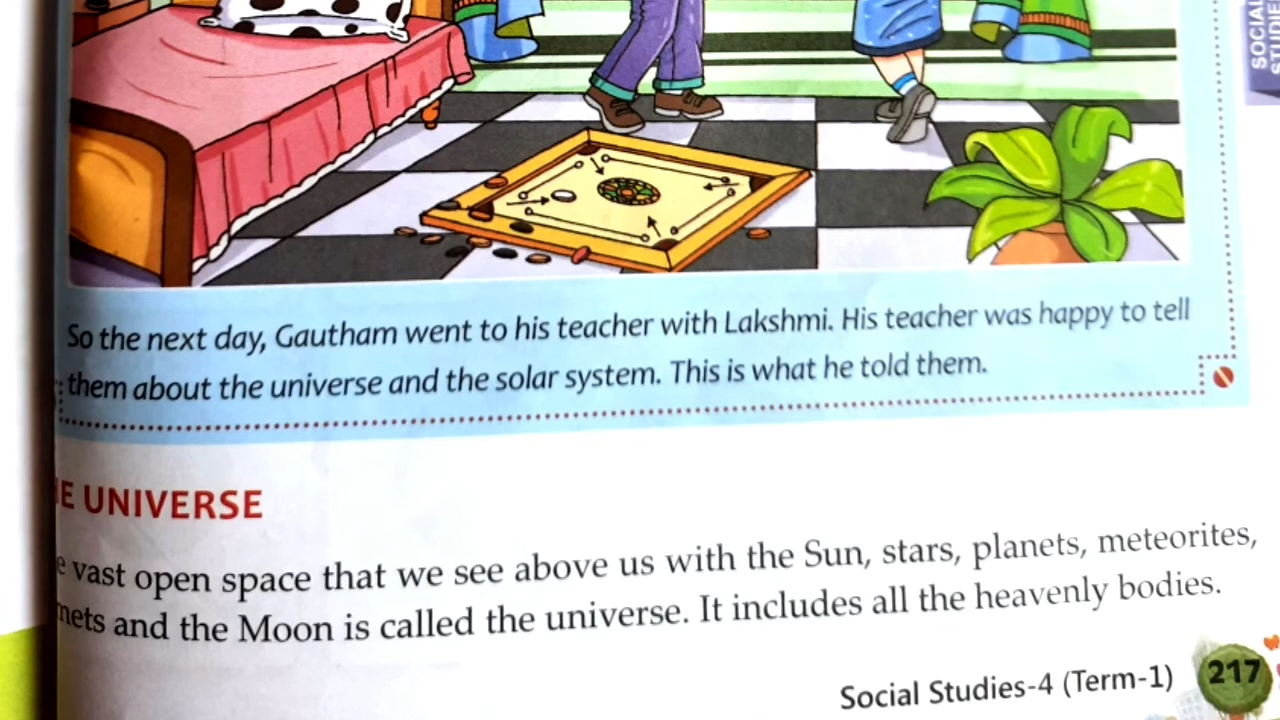 SOCIAL
STUDIE
So the next day, Gautham went to his teacher with Lakshmi. His teacher was happy to tell
them about the universe and the solar system. This is what he told them.
E UNIVERSE
e vast open space that we see above us with the Sun, stars, planets, meteorites,
mets and the Moon is called the universe. It includes all the heavenly bodies.
Social Studies-4 (Term-1) 217